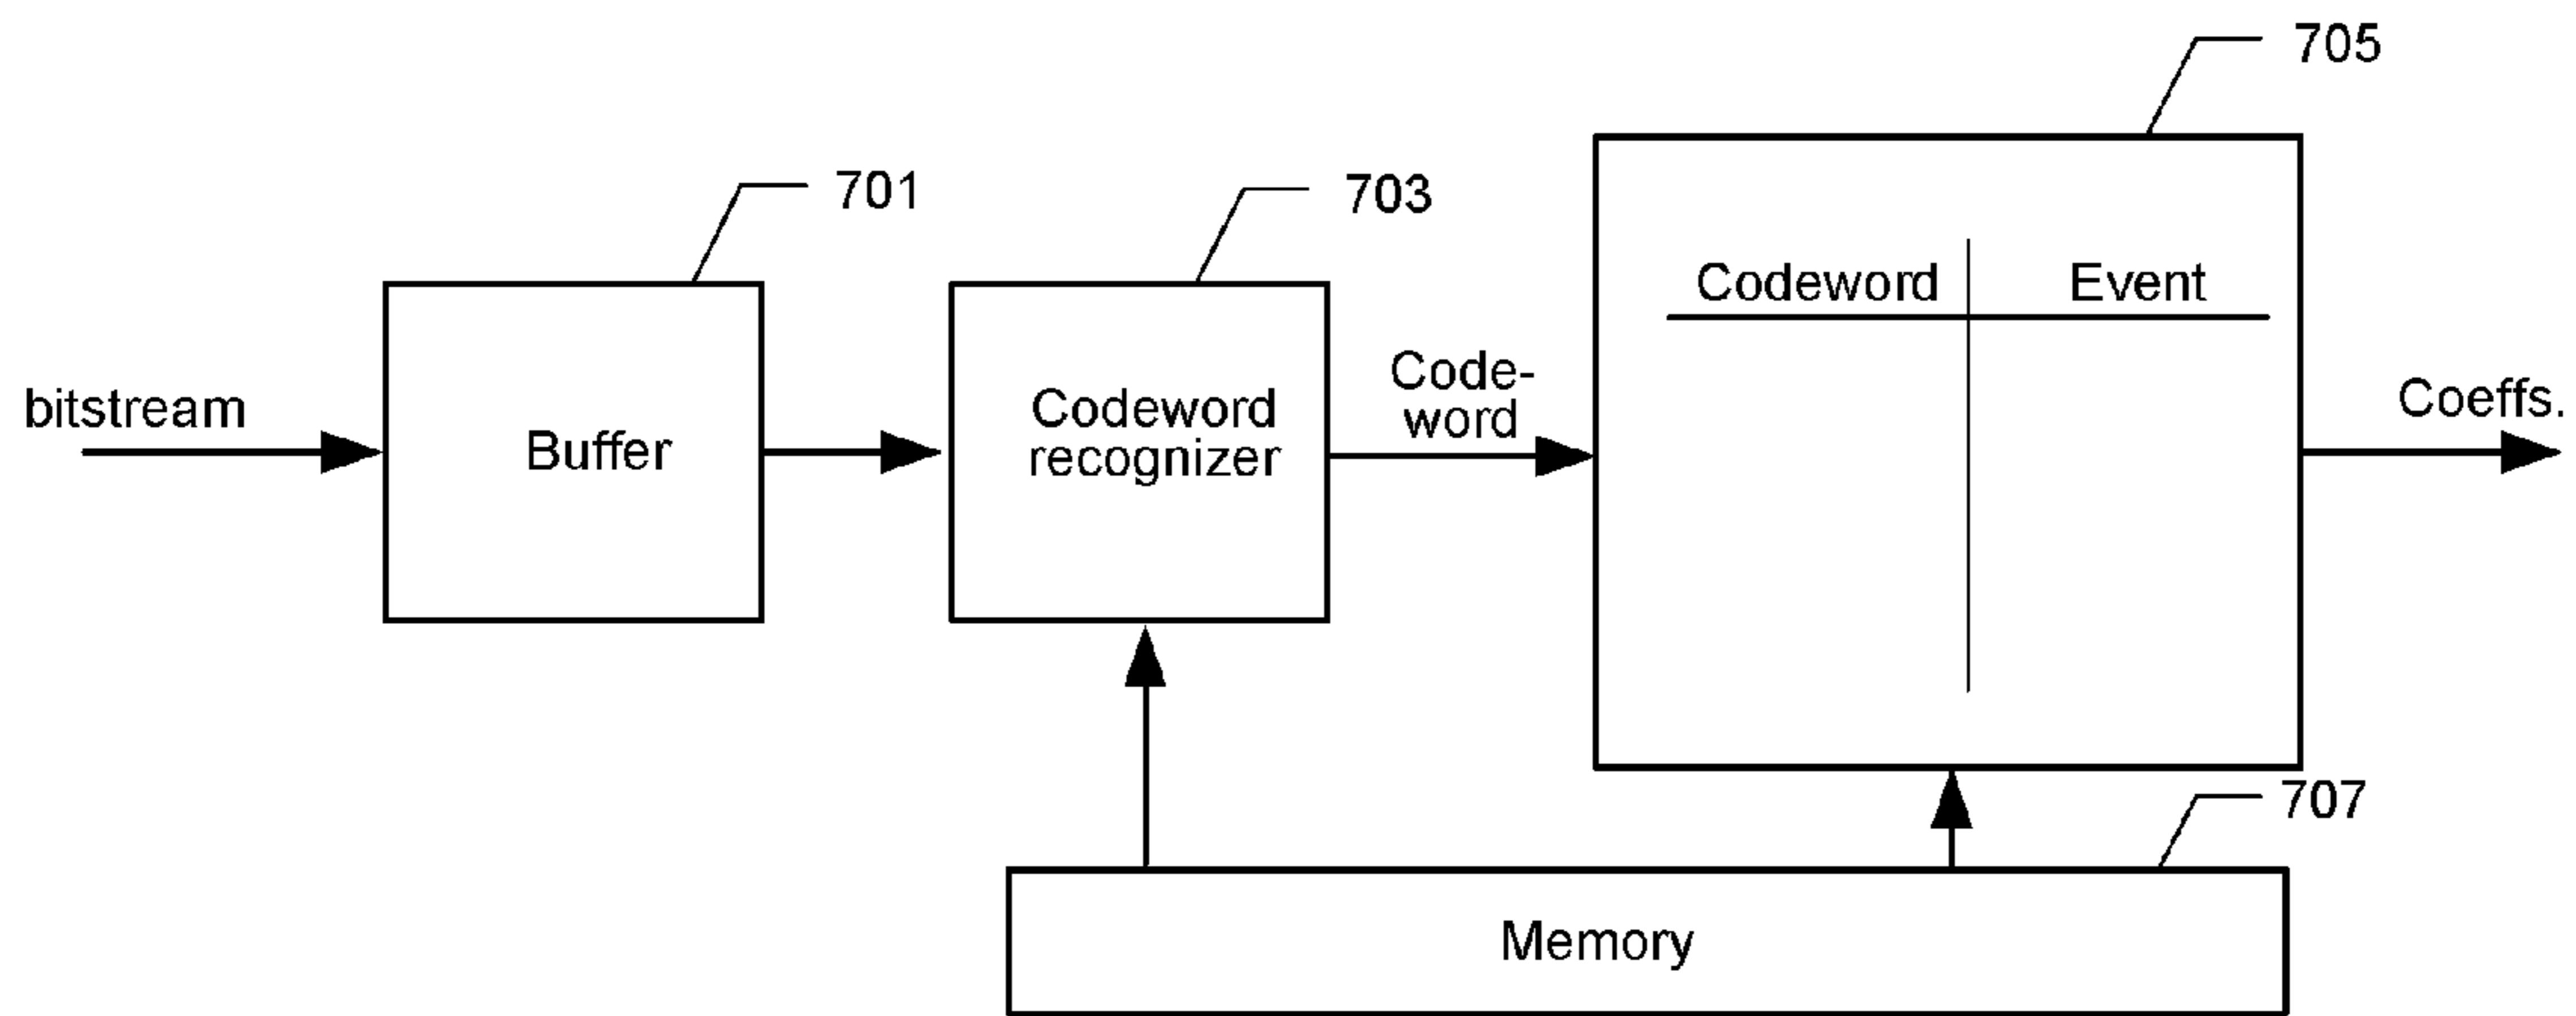 705
701
703
Codeword Event
bitstream
Buffer
Codeword
recognizer
Code-
word
Coeffs.
707
Memory